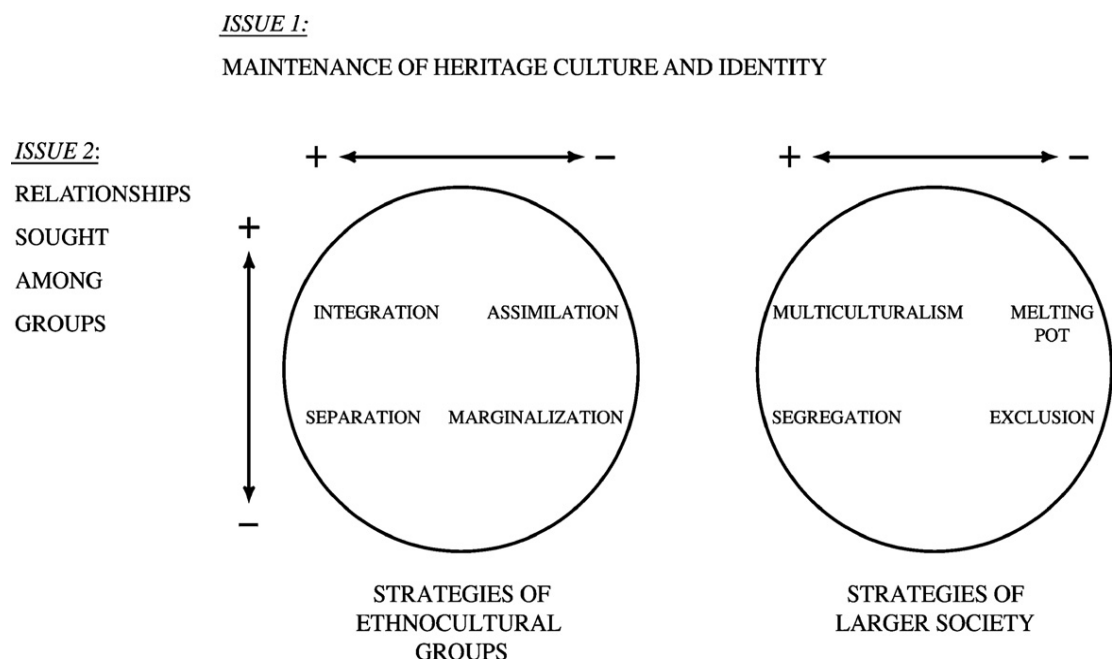 ISSUE 1:
MAINTENANCE OF HERITAGE CULTURE AND IDENTITY
ISSUE 2:
RELATIONSHIPS
SOUGHT
AMONG
GROUPS
+ −
+ −
+
−
INTEGRATION ASSIMILATION
SEPARATION MARGINALIZATION
MULTICULTURALISM MELTING
POT
SEGREGATION EXCLUSION
STRATEGIES OF
ETHNOCULTURAL
GROUPS
STRATEGIES OF
LARGER SOCIETY